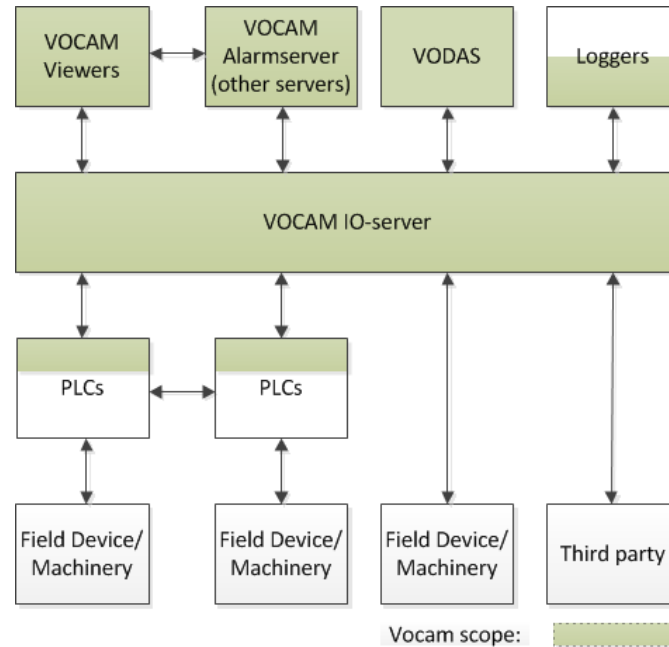 VOCAM
Viewers
VOCAM
Alarmserver
(other servers)
VODAS
Loggers
VOCAM IO-server
PLCs
PLCs
Field Device/
Machinery
Field Device/
Machinery
Field Device/
Machinery
Third party
Vocam scope: